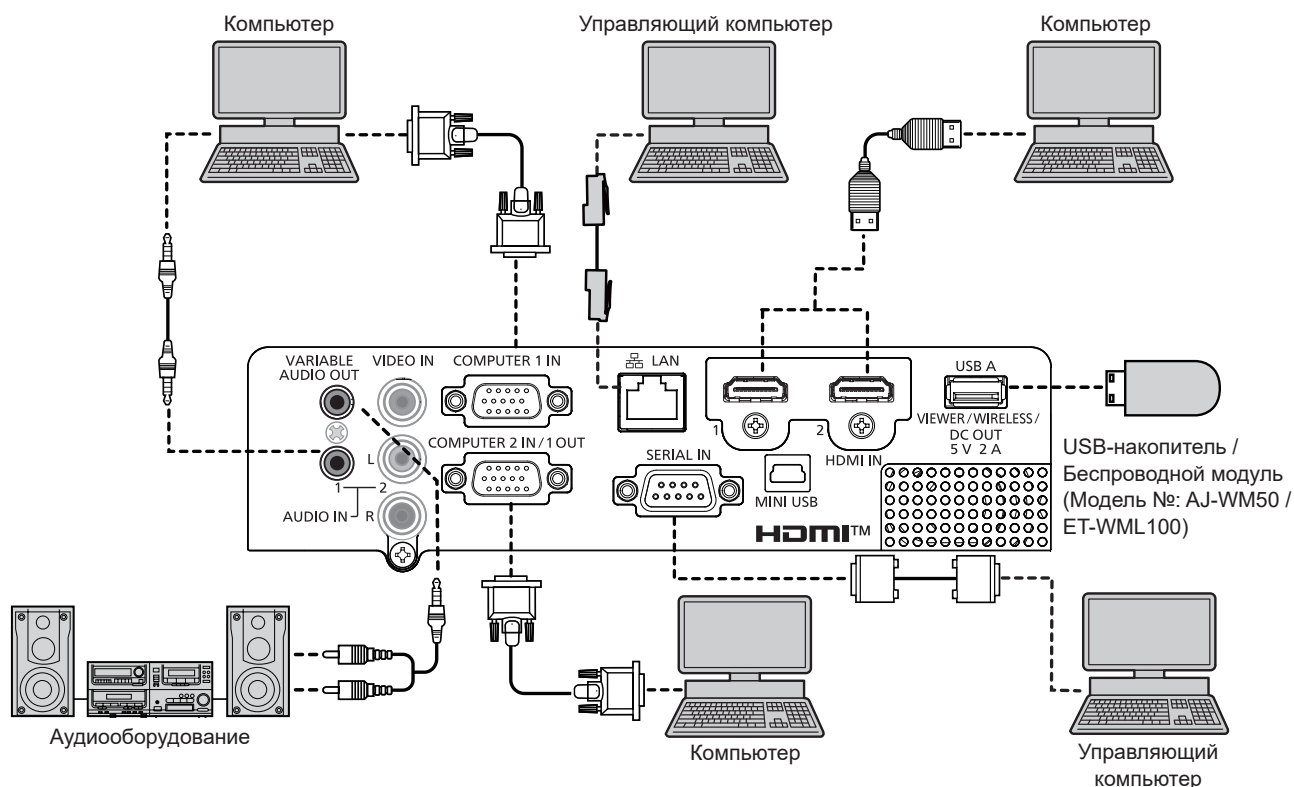 Компьютер
Управляющий компьютер
Компьютер
VARIABLE
AUDIO OUT
VIDEO IN
COMPUTER 1 IN
LAN
USB A
VIEWER / WIRELESS /
DC OUT
5 V 2 A
1
2
HDMI IN
COMPUTER 2 IN / 1 OUT
SERIAL IN
MINI USB
L
1
2
AUDIO IN
R
HDMI™
USB-накопитель /
Беспроводной модуль
(Модель №: AJ-WM50 /
ET-WML100)
Аудиооборудование
Компьютер
Управляющий
компьютер